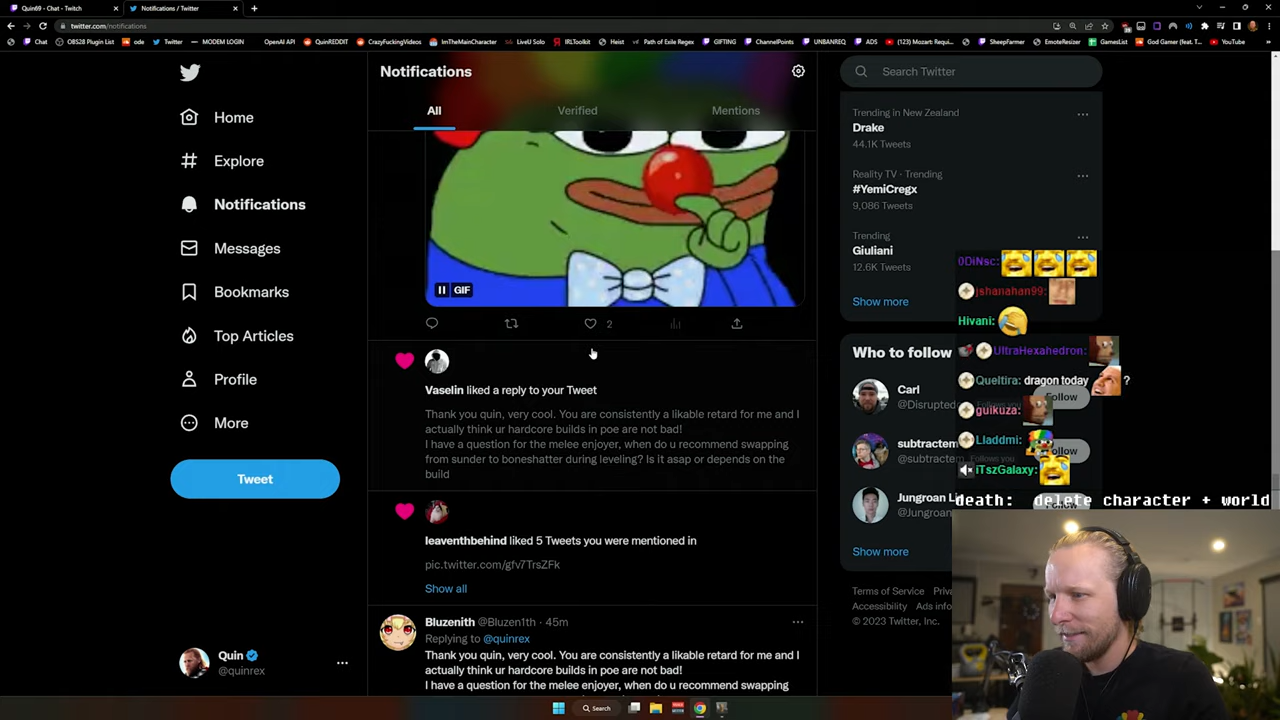 Quin69 - Chat - Twitch
Notifications / Twitter
twitter.com/notifications
Chat
OBS28 Plugin List
ode
Twitter
MODEM LOGIN
OpenAI API
QuinREDDIT
CrazyFuckingVideos
ImTheMainCharacter
LiveU Solo
IRLToolkit
Heist
Path of Exile Regex
GIFTING
ChannelPoints
UNBANREQ
ADS
(123) Mozart: Requi...
SheepFarmer
EmoteResizer
GamesList
God Gamer (feat. T...
YouTube
Home
Explore
Notifications
Messages
Bookmarks
Top Articles
Profile
More
Tweet
Quin
@quinrex
Notifications
All
Verified
Mentions
GIF
2
Vaselin liked a reply to your Tweet
Thank you quin, very cool. You are consistently a likable retard for me and I
actually think ur hardcore builds in poe are not bad!
I have a question for the melee enjoyer, when do u recommend swapping
from sunder to boneshatter during leveling? Is it asap or depends on the
build
leaventhbehind liked 5 Tweets you were mentioned in
pic.twitter.com/gfv7TrsZFk
Show all
Bluzenith @Bluzen1th · 45m
Replying to @quinrex
Thank you quin, very cool. You are consistently a likable retard for me and I
actually think ur hardcore builds in poe are not bad!
I have a question for the melee enjoyer, when do u recommend swapping
Search Twitter
Trending in New Zealand
Drake
44.1K Tweets
Reality TV · Trending
#YemiCregx
9,086 Tweets
Trending
Giuliani
12.6K Tweets
Show more
Who to follow
Carl
@Disrupted
Follow
subtractem
@subtractem
Follow
Jungroan
@Jungroan
Show more
Terms of Service
Accessibility
Ads info
© 2023 Twitter, Inc.
0DiNsc:
jshanahan99:
Hivani:
UltraHexahedron:
Queltira: dragon today ?
guikuza:
Lladdmi:
iTszGalaxy:
death: delete character + world
Search